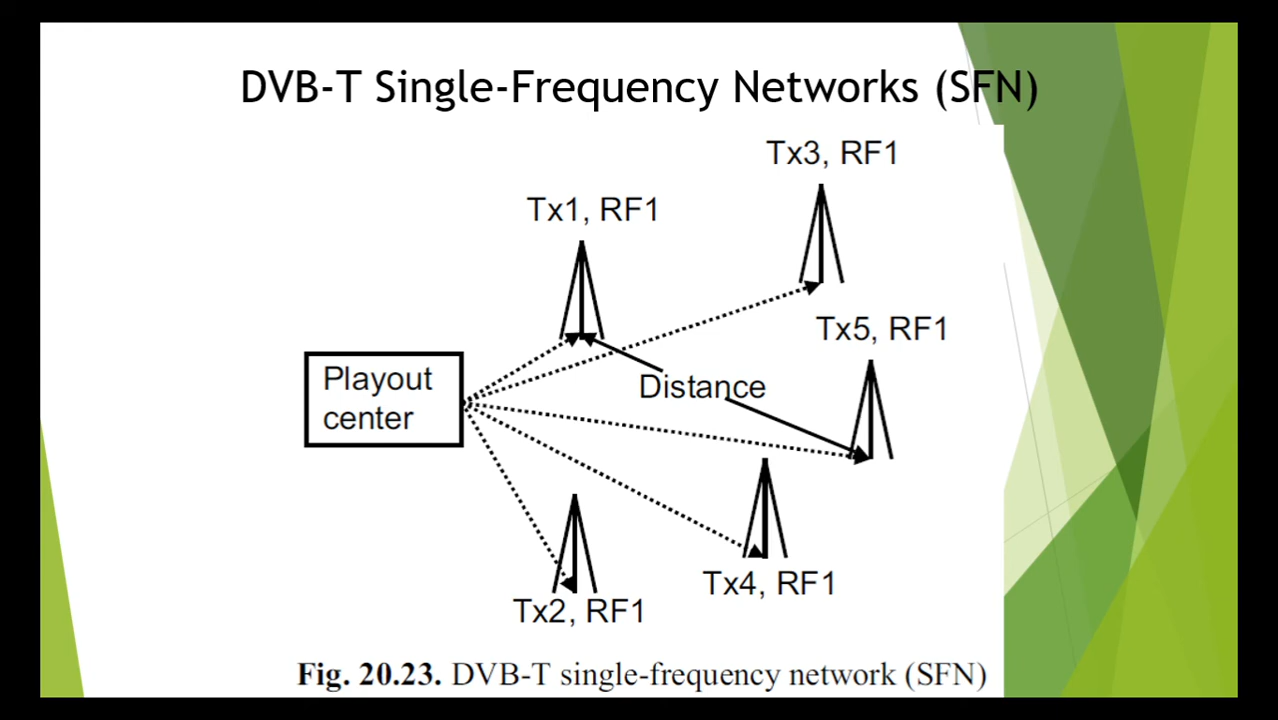 DVB-T Single-Frequency Networks (SFN)
Tx3, RF1
Tx1, RF1
Tx5, RF1
Playout
center
Distance
Tx4, RF1
Tx2, RF1
Fig. 20.23. DVB-T single-frequency network (SFN)